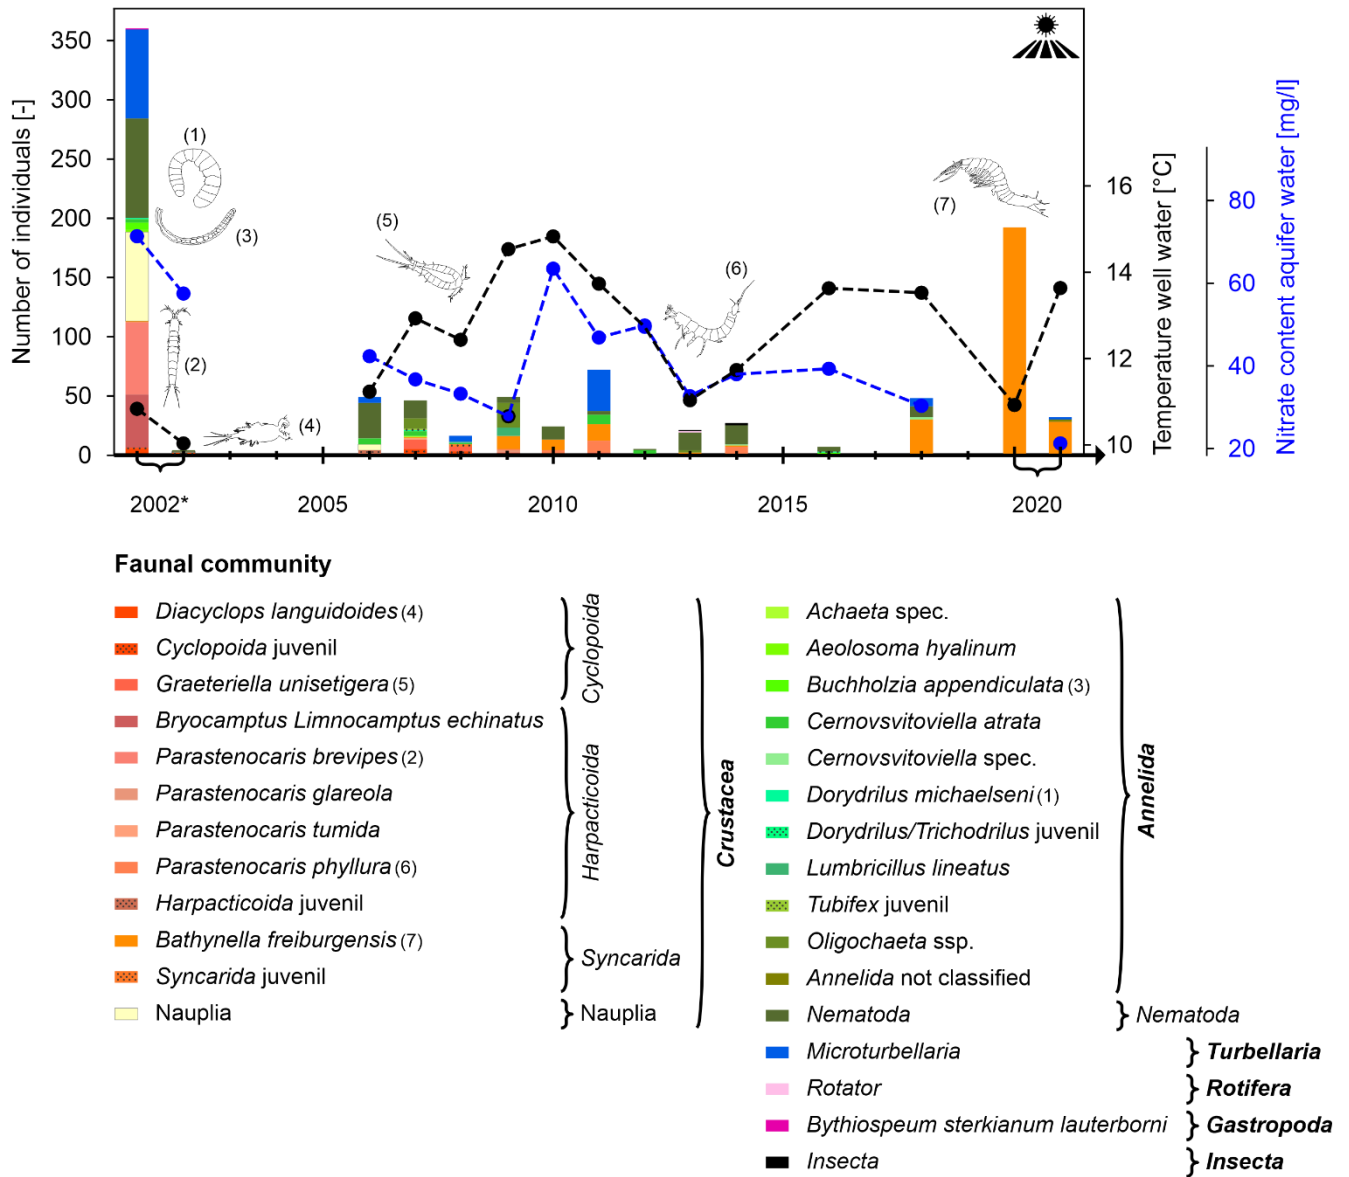 Number of individuals [-]
350
300
250
200
150
100
50
0
(1)
(3)
(2)
(4)
(5)
(6)
(7)
16
14
12
10
Temperature well water [°C]
80
60
40
20
Nitrate content aquifer water [mg/l]
2002*
2005
2010
2015
2020
Faunal community
Diacyclops languidoides (4)
Cyclopoida juvenil
Graeteriella unisetigera (5)
Bryocamptus Limnocamptus echinatus
Parastenocaris brevipes (2)
Parastenocaris glareola
Parastenocaris tumida
Parastenocaris phyllura (6)
Harpacticoida juvenil
Bathynella freiburgensis (7)
Syncarida juvenil
Nauplia
Cyclopoida
Harpacticoida
Syncarida
Nauplia
Crustacea
Achaeta spec.
Aeolosoma hyalinum
Buchholzia appendiculata (3)
Cernovsvitoviella atrata
Cernovsvitoviella spec.
Dorydrilus michaelseni (1)
Dorydrilus/Trichodrilus juvenil
Lumbricillus lineatus
Tubifex juvenil
Oligochaeta ssp.
Annelida not classified
Nematoda
Microturbellaria
Rotator
Bythiospeum sterkianum lauterborni
Insecta
Annelida
Nematoda
Turbellaria
Rotifera
Gastropoda
Insecta